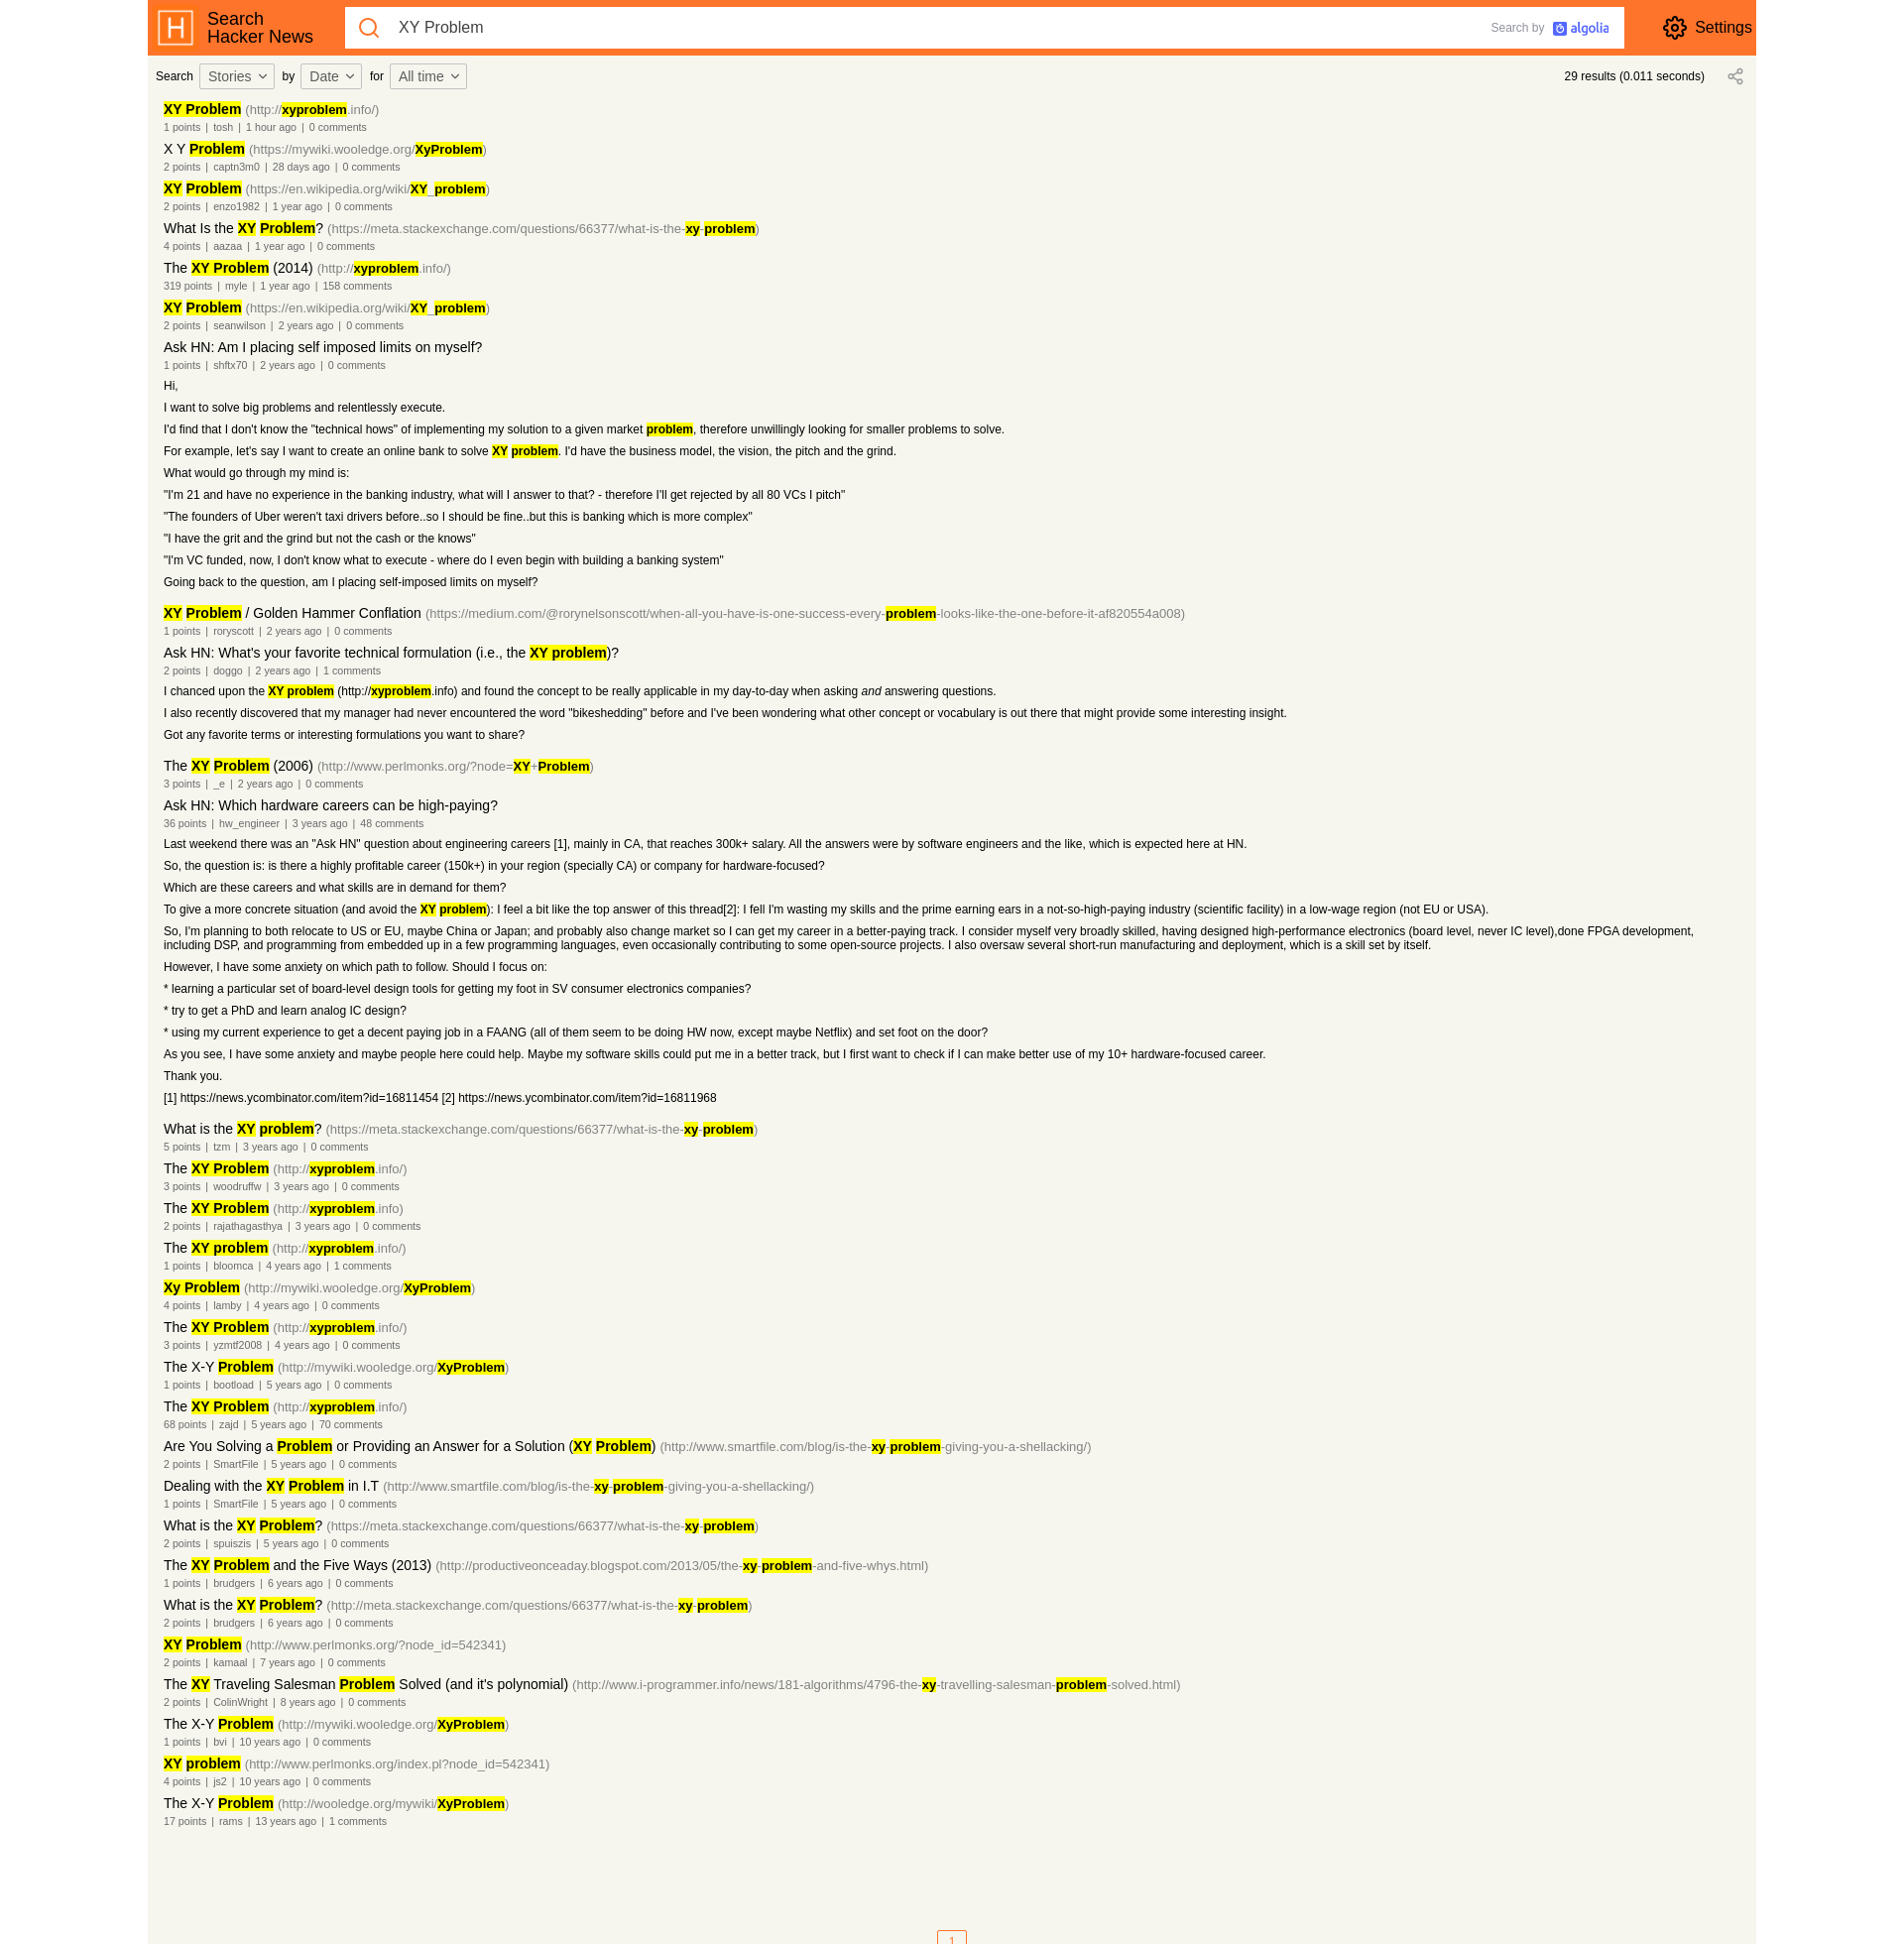 Search
Hacker News
XY Problem
Search by algolia
Settings
Search Stories by Date for All time
29 results (0.011 seconds)
XY Problem (http://xyproblem.info/)
1 points | tosh | 1 hour ago | 0 comments
X Y Problem (https://mywiki.wooledge.org/XyProblem)
2 points | captn3m0 | 28 days ago | 0 comments
XY Problem (https://en.wikipedia.org/wiki/XY_problem)
2 points | enzo1982 | 1 year ago | 0 comments
What Is the XY Problem? (https://meta.stackexchange.com/questions/66377/what-is-the-xy-problem)
4 points | aazaa | 1 year ago | 0 comments
The XY Problem (2014) (http://xyproblem.info/)
319 points | myle | 1 year ago | 158 comments
XY Problem (https://en.wikipedia.org/wiki/XY_problem)
2 points | seanwilson | 2 years ago | 0 comments
Ask HN: Am I placing self imposed limits on myself?
1 points | shftx70 | 2 years ago | 0 comments
Hi,
I want to solve big problems and relentlessly execute.
I'd find that I don't know the "technical hows" of implementing my solution to a given market problem, therefore unwillingly looking for smaller problems to solve.
For example, let's say I want to create an online bank to solve XY problem. I'd have the business model, the vision, the pitch and the grind.
What would go through my mind is:
"I'm 21 and have no experience in the banking industry, what will I answer to that? - therefore I'll get rejected by all 80 VCs I pitch"
"The founders of Uber weren't taxi drivers before..so I should be fine..but this is banking which is more complex"
"I have the grit and the grind but not the cash or the knows"
"I'm VC funded, now, I don't know what to execute - where do I even begin with building a banking system"
Going back to the question, am I placing self-imposed limits on myself?
XY Problem / Golden Hammer Conflation (https://medium.com/@rorynelsonscott/when-all-you-have-is-one-success-every-problem-looks-like-the-one-before-it-af820554a008)
1 points | roryscott | 2 years ago | 0 comments
Ask HN: What's your favorite technical formulation (i.e., the XY problem)?
2 points | doggo | 2 years ago | 1 comments
I chanced upon the XY problem (http://xyproblem.info) and found the concept to be really applicable in my day-to-day when asking and answering questions.
I also recently discovered that my manager had never encountered the word "bikeshedding" before and I've been wondering what other concept or vocabulary is out there that might provide some interesting insight.
Got any favorite terms or interesting formulations you want to share?
The XY Problem (2006) (http://www.perlmonks.org/?node=XY+Problem)
3 points | _e | 2 years ago | 0 comments
Ask HN: Which hardware careers can be high-paying?
36 points | hw_engineer | 3 years ago | 48 comments
Last weekend there was an "Ask HN" question about engineering careers [1], mainly in CA, that reaches 300k+ salary. All the answers were by software engineers and the like, which is expected here at HN.
So, the question is: is there a highly profitable career (150k+) in your region (specially CA) or company for hardware-focused?
Which are these careers and what skills are in demand for them?
To give a more concrete situation (and avoid the XY problem): I feel a bit like the top answer of this thread[2]: I fell I'm wasting my skills and the prime earning ears in a not-so-high-paying industry (scientific facility) in a low-wage region (not EU or USA).
So, I'm planning to both relocate to US or EU, maybe China or Japan; and probably also change market so I can get my career in a better-paying track. I consider myself very broadly skilled, having designed high-performance electronics (board level, never IC level),done FPGA development,
including DSP, and programming from embedded up in a few programming languages, even occasionally contributing to some open-source projects. I also oversaw several short-run manufacturing and deployment, which is a skill set by itself.
However, I have some anxiety on which path to follow. Should I focus on:
* learning a particular set of board-level design tools for getting my foot in SV consumer electronics companies?
* try to get a PhD and learn analog IC design?
* using my current experience to get a decent paying job in a FAANG (all of them seem to be doing HW now, except maybe Netflix) and set foot on the door?
As you see, I have some anxiety and maybe people here could help. Maybe my software skills could put me in a better track, but I first want to check if I can make better use of my 10+ hardware-focused career.
Thank you.
[1] https://news.ycombinator.com/item?id=16811454 [2] https://news.ycombinator.com/item?id=16811968
What is the XY problem? (https://meta.stackexchange.com/questions/66377/what-is-the-xy-problem)
5 points | tzm | 3 years ago | 0 comments
The XY Problem (http://xyproblem.info/)
3 points | woodruffw | 3 years ago | 0 comments
The XY Problem (http://xyproblem.info)
2 points | rajathagasthya | 3 years ago | 0 comments
The XY problem (http://xyproblem.info/)
1 points | bloomca | 4 years ago | 1 comments
Xy Problem (http://mywiki.wooledge.org/XyProblem)
4 points | lamby | 4 years ago | 0 comments
The XY Problem (http://xyproblem.info/)
3 points | yzmtf2008 | 4 years ago | 0 comments
The X-Y Problem (http://mywiki.wooledge.org/XyProblem)
1 points | bootload | 5 years ago | 0 comments
The XY Problem (http://xyproblem.info/)
68 points | zajd | 5 years ago | 70 comments
Are You Solving a Problem or Providing an Answer for a Solution (XY Problem) (http://www.smartfile.com/blog/is-the-xy-problem-giving-you-a-shellacking/)
2 points | SmartFile | 5 years ago | 0 comments
Dealing with the XY Problem in I.T (http://www.smartfile.com/blog/is-the-xy-problem-giving-you-a-shellacking/)
1 points | SmartFile | 5 years ago | 0 comments
What is the XY Problem? (https://meta.stackexchange.com/questions/66377/what-is-the-xy-problem)
2 points | spuiszis | 5 years ago | 0 comments
The XY Problem and the Five Ways (2013) (http://productiveonceaday.blogspot.com/2013/05/the-xy-problem-and-five-whys.html)
1 points | brudgers | 6 years ago | 0 comments
What is the XY Problem? (http://meta.stackexchange.com/questions/66377/what-is-the-xy-problem)
2 points | brudgers | 6 years ago | 0 comments
XY Problem (http://www.perlmonks.org/?node_id=542341)
2 points | kamaal | 7 years ago | 0 comments
The XY Traveling Salesman Problem Solved (and it's polynomial) (http://www.i-programmer.info/news/181-algorithms/4796-the-xy-travelling-salesman-problem-solved.html)
2 points | ColinWright | 8 years ago | 0 comments
The X-Y Problem (http://mywiki.wooledge.org/XyProblem)
1 points | bvi | 10 years ago | 0 comments
XY problem (http://www.perlmonks.org/index.pl?node_id=542341)
4 points | js2 | 10 years ago | 0 comments
The X-Y Problem (http://wooledge.org/mywiki/XyProblem)
17 points | rams | 13 years ago | 1 comments
1